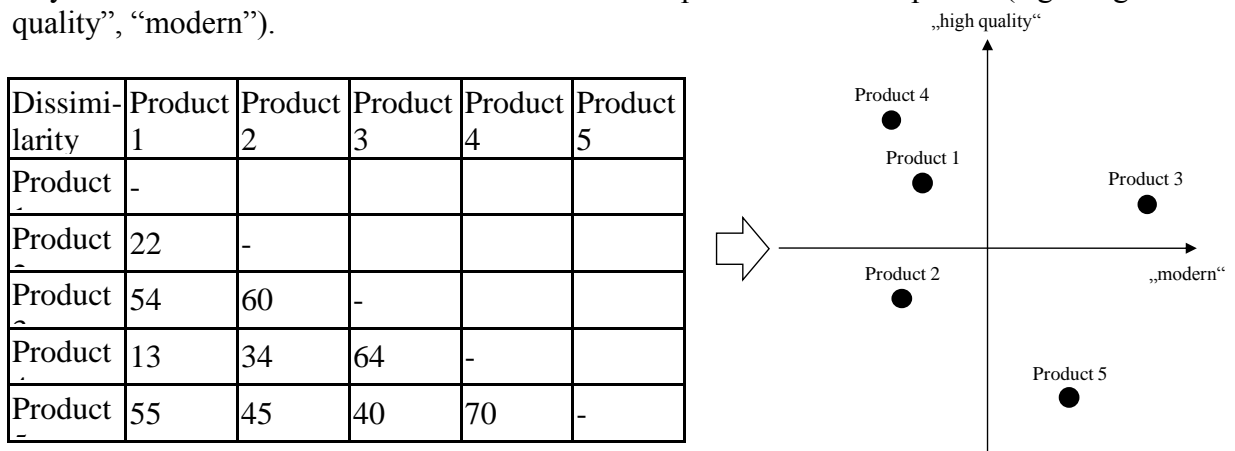 quality”, “modern”).
„high quality“
Dissimi- Product Product Product Product Product
larity 1 2 3 4 5
Product -
Product 22 -
Product 54 60 -
Product 13 34 64 -
Product 55 45 40 70 -
Product 4
Product 1
Product 3
Product 2
„modern“
Product 5